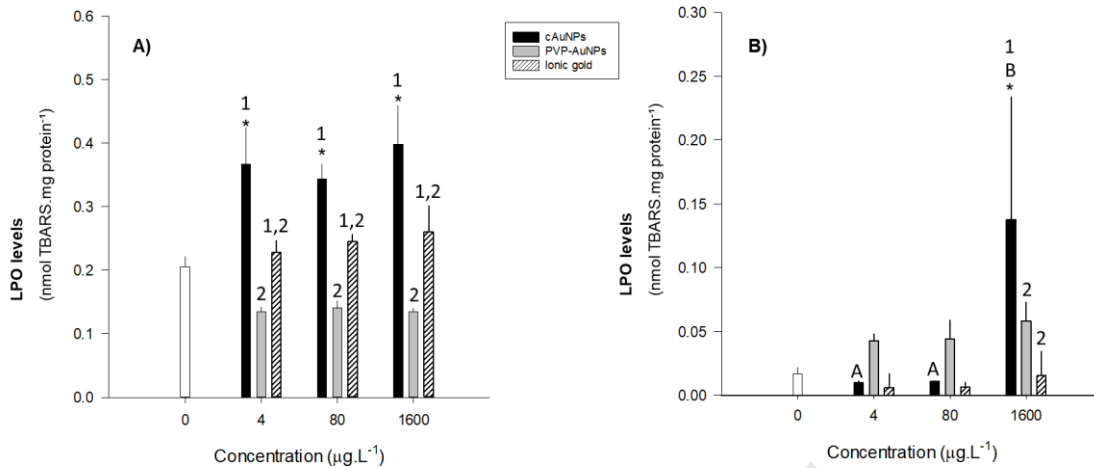 A)
LPO levels
(nmol TBARS.mg protein⁻¹)
0.6
0.5
0.4
0.3
0.2
0.1
0.0
1
*
2
1,2
1
*
2
1,2
1
*
2
1,2
0
4
80
1600
Concentration (µg.L⁻¹)
cAuNPs
PVP-AuNPs
Ionic gold
B)
LPO levels
(nmol TBARS.mg protein⁻¹)
0.30
0.25
0.20
0.15
0.10
0.05
0.00
A
A
1
B
*
2
2
0
4
80
1600
Concentration (µg.L⁻¹)